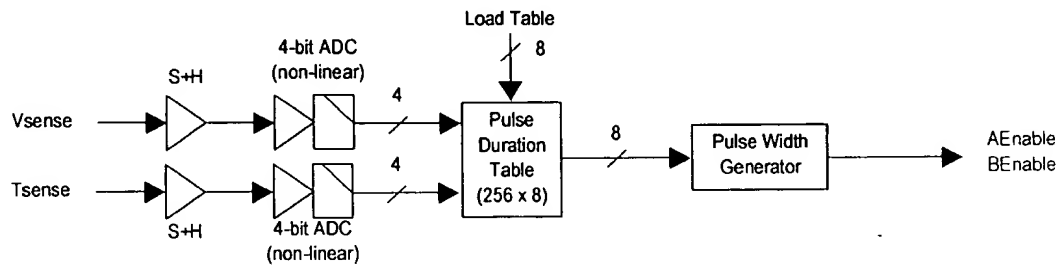 Load Table
8
4-bit ADC
(non-linear)
S+H
4
Vsense
Pulse
Duration
Table
(256 x 8)
8
Pulse Width
Generator
AEnable
BEnable
Tsense
4
S+H
4-bit ADC
(non-linear)